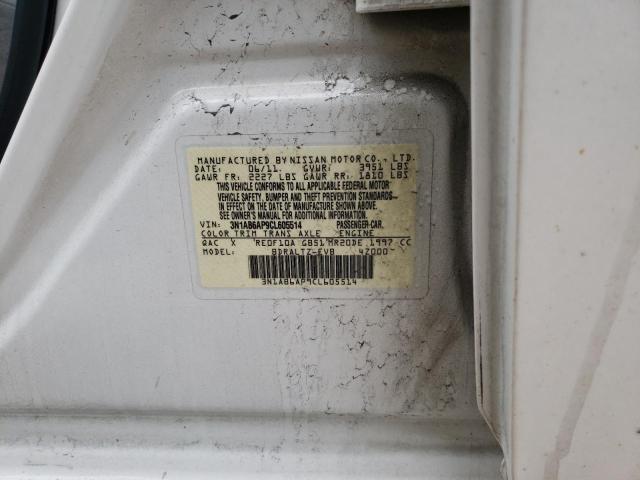 MANUFACTURED BY NISSAN MOTOR CO., LTD.
DATE: 06/11. GVWR: 3951 LBS
GAWR FR: 2227 LBS GAWR RR: 1810 LBS
THIS VEHICLE CONFORMS TO ALL APPLICABLE FEDERAL MOTOR
VEHICLE SAFETY, BUMPER AND THEFT PREVENTION STANDARDS
IN EFFECT ON THE DATE OF MANUFACTURE SHOWN ABOVE.
SEE OWNER'S MANUAL FOR ADDITIONAL INFORMATION.
VIN: 3N1AB6AP9CL605514 PASSENGER-CAR.
COLOR TRIM TRANS AXLE ENGINE
QAC X RE0F10A GB51 MR20DE 1997 CC
MODEL: BDRALTZ-EVB 4Z000
3N1AB6AP9CL605514